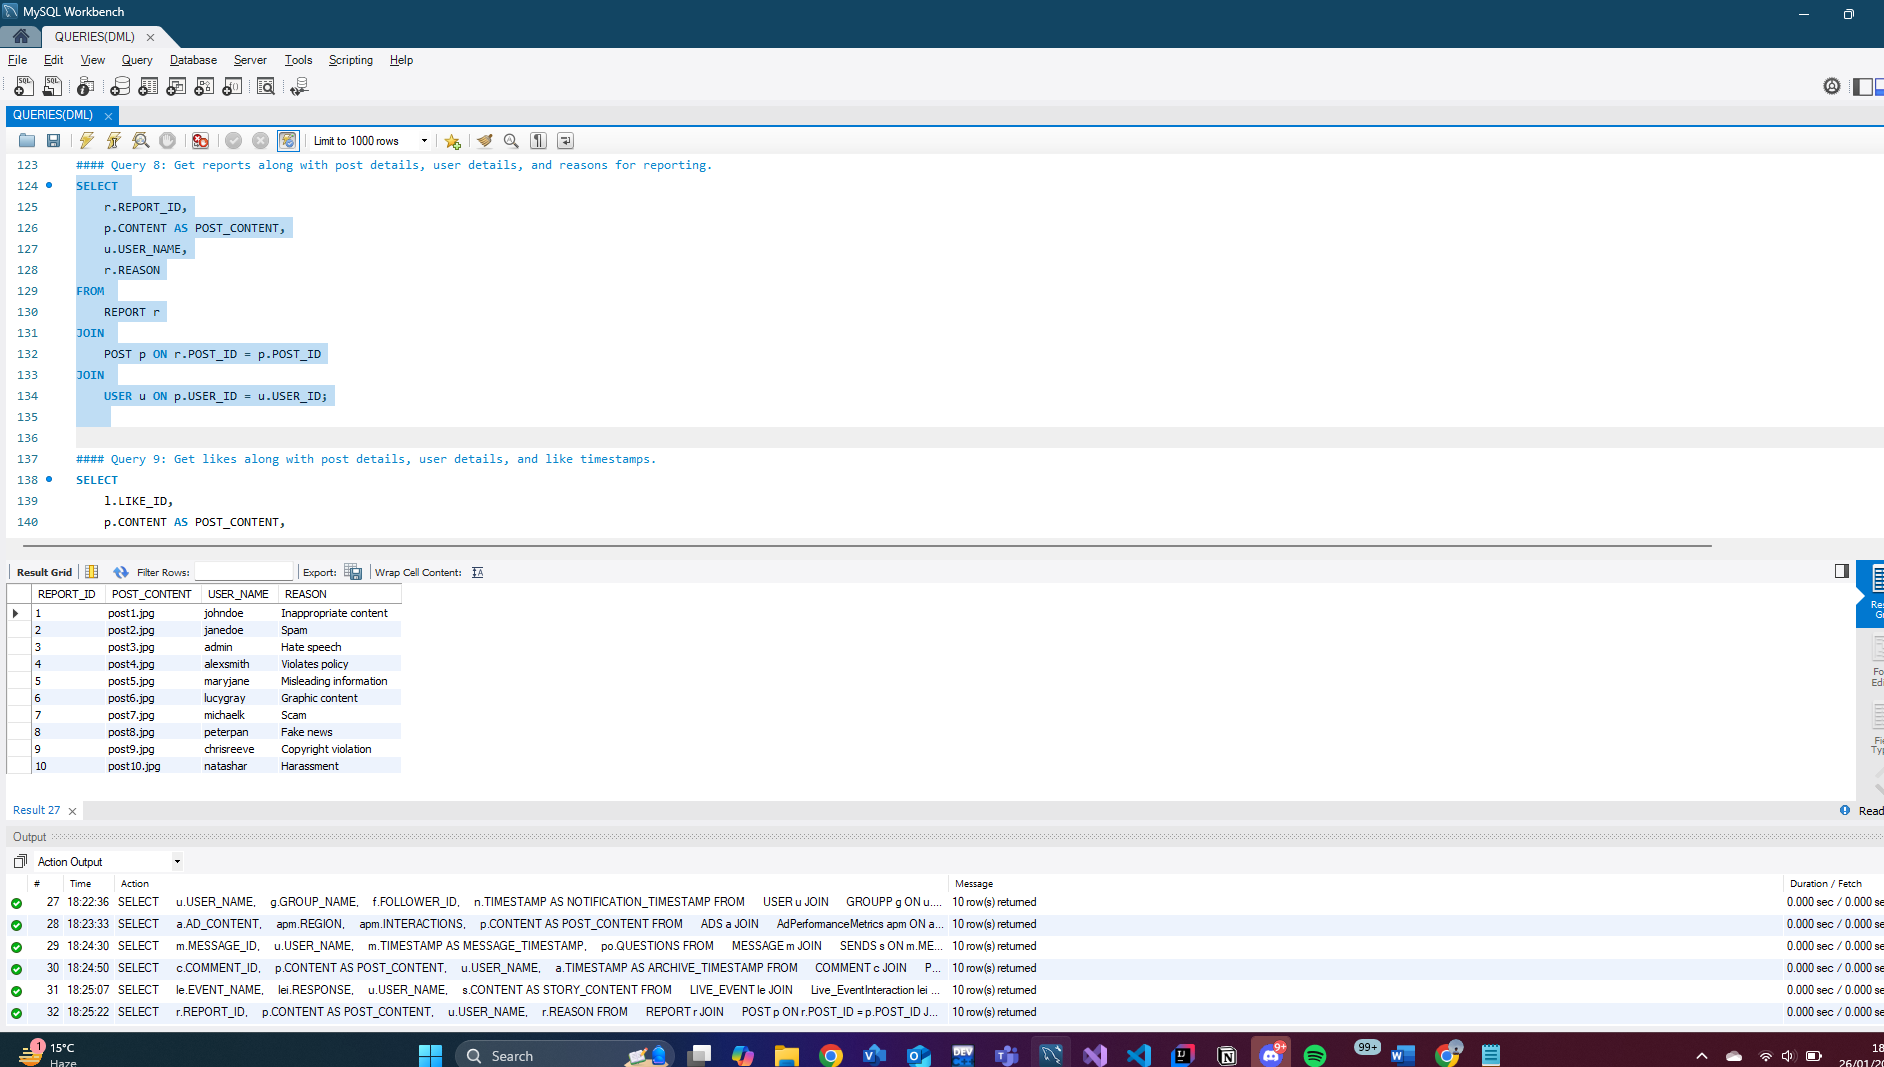 MySQL Workbench
QUERIES(DML)
File Edit View Query Database Server Tools Scripting Help
QUERIES(DML)
Limit to 1000 rows
123 #### Query 8: Get reports along with post details, user details, and reasons for reporting.
124 SELECT
125 r.REPORT_ID,
126 p.CONTENT AS POST_CONTENT,
127 u.USER_NAME,
128 r.REASON
129 FROM
130 REPORT r
131 JOIN
132 POST p ON r.POST_ID = p.POST_ID
133 JOIN
134 USER u ON p.USER_ID = u.USER_ID;
135
136
137 #### Query 9: Get likes along with post details, user details, and like timestamps.
138 SELECT
139 l.LIKE_ID,
140 p.CONTENT AS POST_CONTENT,
Result Grid Filter Rows: Export: Wrap Cell Content:
REPORT_ID POST_CONTENT USER_NAME REASON
1 post1.jpg johndoe Inappropriate content
2 post2.jpg janedoe Spam
3 post3.jpg admin Hate speech
4 post4.jpg alexsmith Violates policy
5 post5.jpg maryjane Misleading information
6 post6.jpg lucygray Graphic content
7 post7.jpg michaelk Scam
8 post8.jpg peterpan Fake news
9 post9.jpg chrisreeve Copyright violation
10 post10.jpg natashar Harassment
Result 27
Read
Output
Action Output
# Time Action Message Duration / Fetch
27 18:22:36 SELECT u.USER_NAME, g.GROUP_NAME, f.FOLLOWER_ID, n.TIMESTAMP AS NOTIFICATION_TIMESTAMP FROM USER u JOIN GROUPP g ON u.... 10 row(s) returned 0.000 sec / 0.000 se
28 18:23:33 SELECT a.AD_CONTENT, apm.REGION, apm.INTERACTIONS, p.CONTENT AS POST_CONTENT FROM ADS a JOIN AdPerformanceMetrics apm ON a... 10 row(s) returned 0.000 sec / 0.000 se
29 18:24:30 SELECT m.MESSAGE_ID, u.USER_NAME, m.TIMESTAMP AS MESSAGE_TIMESTAMP, po.QUESTIONS FROM MESSAGE m JOIN SENDS s ON m.ME... 10 row(s) returned 0.000 sec / 0.000 se
30 18:24:50 SELECT c.COMMENT_ID, p.CONTENT AS POST_CONTENT, u.USER_NAME, a.TIMESTAMP AS ARCHIVE_TIMESTAMP FROM COMMENT c JOIN P... 10 row(s) returned 0.000 sec / 0.000 se
31 18:25:07 SELECT le.EVENT_NAME, lei.RESPONSE, u.USER_NAME, s.CONTENT AS STORY_CONTENT FROM LIVE_EVENT le JOIN Live_EventInteraction lei ... 10 row(s) returned 0.000 sec / 0.000 se
32 18:25:22 SELECT r.REPORT_ID, p.CONTENT AS POST_CONTENT, u.USER_NAME, r.REASON FROM REPORT r JOIN POST p ON r.POST_ID = p.POST_ID J... 10 row(s) returned 0.000 sec / 0.000 se
1 15°C
Haze
Search
DEV
9+
99+
18
26/01/20